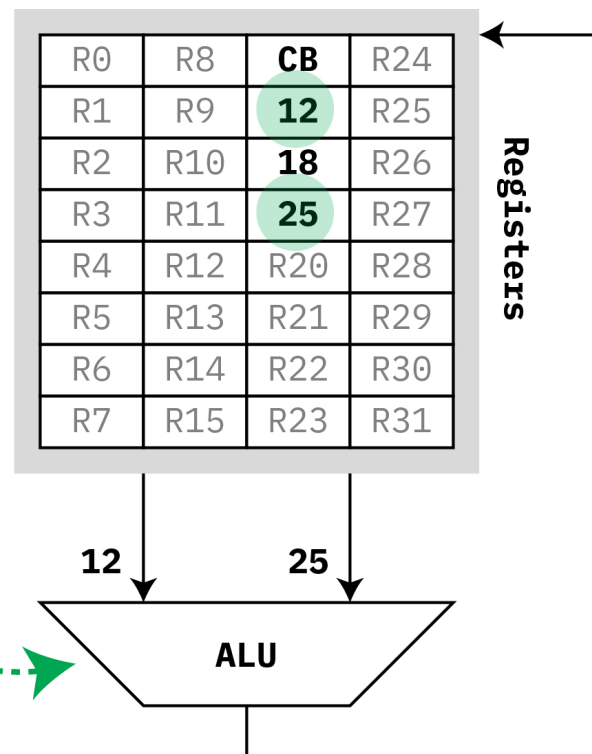 R0 R8 CB R24
R1 R9 12 R25
R2 R10 18 R26
R3 R11 25 R27
R4 R12 R20 R28
R5 R13 R21 R29
R6 R14 R22 R30
R7 R15 R23 R31
Registers
12 25
ALU